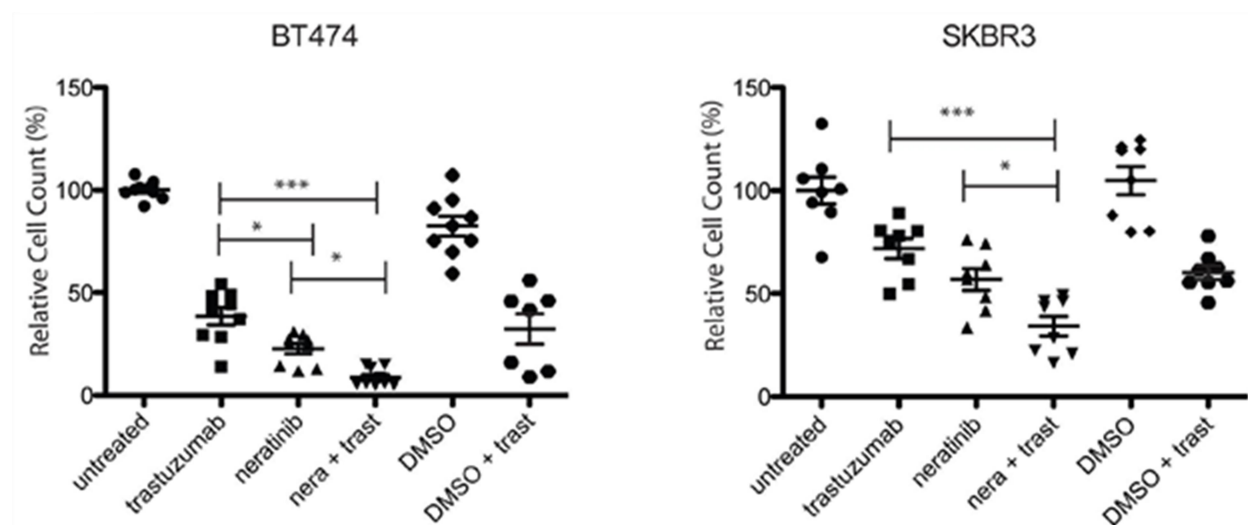 BT474
Relative Cell Count (%)
150
100
50
0
***
*
*
untreated
trastuzumab
neratinib
nera + trast
DMSO
DMSO + trast
SKBR3
Relative Cell Count (%)
150
100
50
0
***
*
untreated
trastuzumab
neratinib
nera + trast
DMSO
DMSO + trast